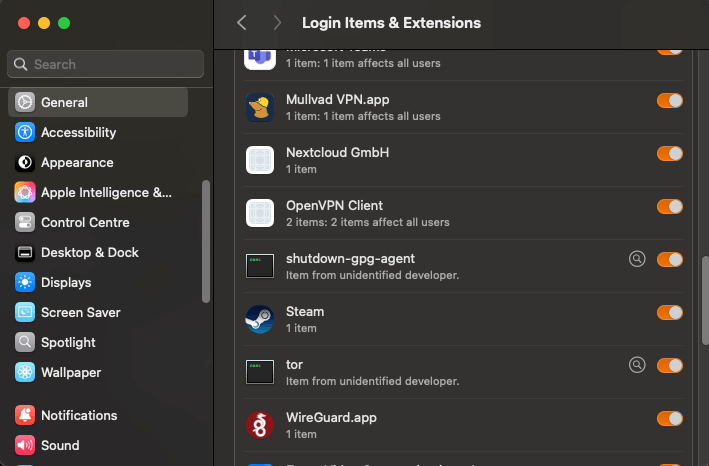 Login Items & Extensions
Search
General
Accessibility
Appearance
Apple Intelligence &...
Control Centre
Desktop & Dock
Displays
Screen Saver
Spotlight
Wallpaper
Notifications
Sound
Microsoft Teams
1 item: 1 item affects all users
Mullvad VPN.app
1 item: 1 item affects all users
Nextcloud GmbH
1 item
OpenVPN Client
2 items: 2 items affect all users
shutdown-gpg-agent
Item from unidentified developer.
Steam
1 item
tor
Item from unidentified developer.
WireGuard.app
1 item